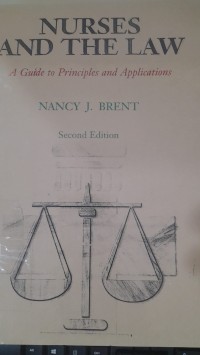 NURSES
AND THE LAW
A Guide to Principles and Applications
NANCY J. BRENT
Second Edition